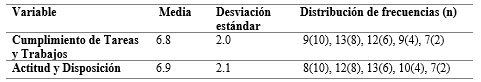 Variable Media Desviación estándar Distribución de frecuencias (n)
Cumplimiento de Tareas y Trabajos 6.8 2.0 9(10), 13(8), 12(6), 9(4), 7(2)
Actitud y Disposición 6.9 2.1 8(10), 12(8), 13(6), 10(4), 7(2)